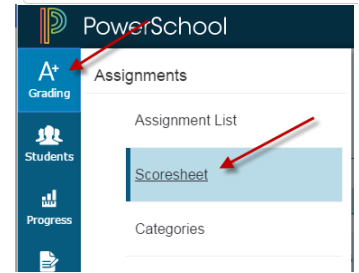 PowerSchool
A+
Grading
Students
Progress
Assignments
Assignment List
Scoresheet
Categories